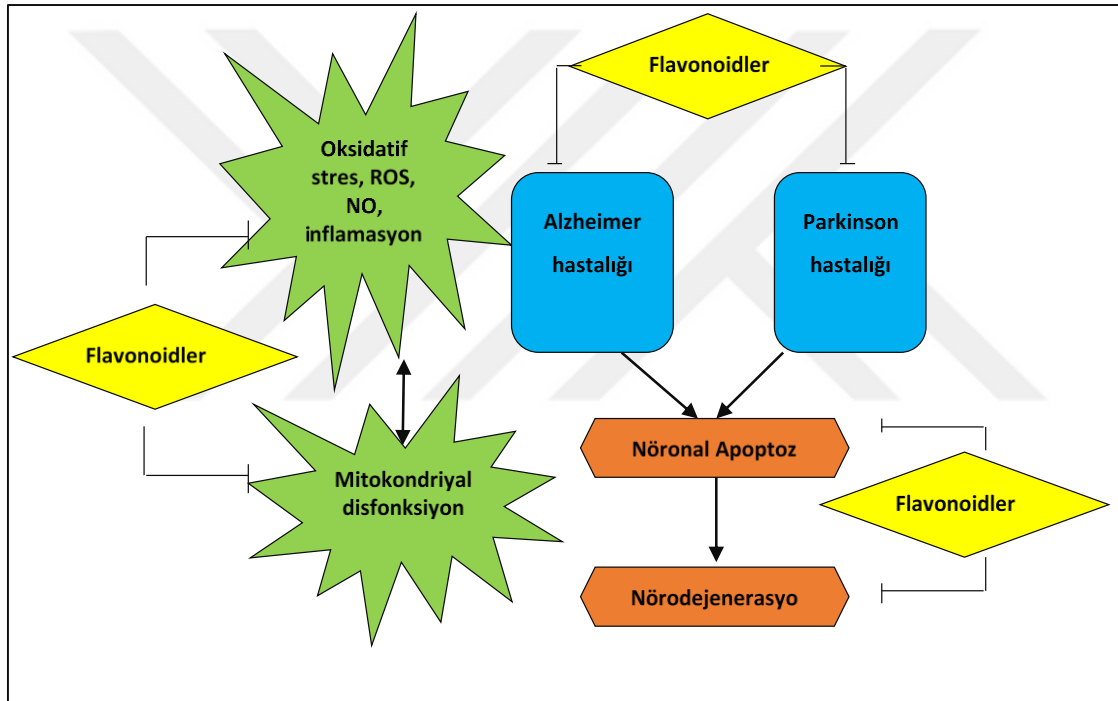 Flavonoidler
Oksidatif
stres, ROS,
NO,
inflamasyon
Alzheimer
hastalığı
Parkinson
hastalığı
Flavonoidler
Mitokondriyal
disfonksiyon
Nöronal Apoptoz
Flavonoidler
Nörodejenerasyo